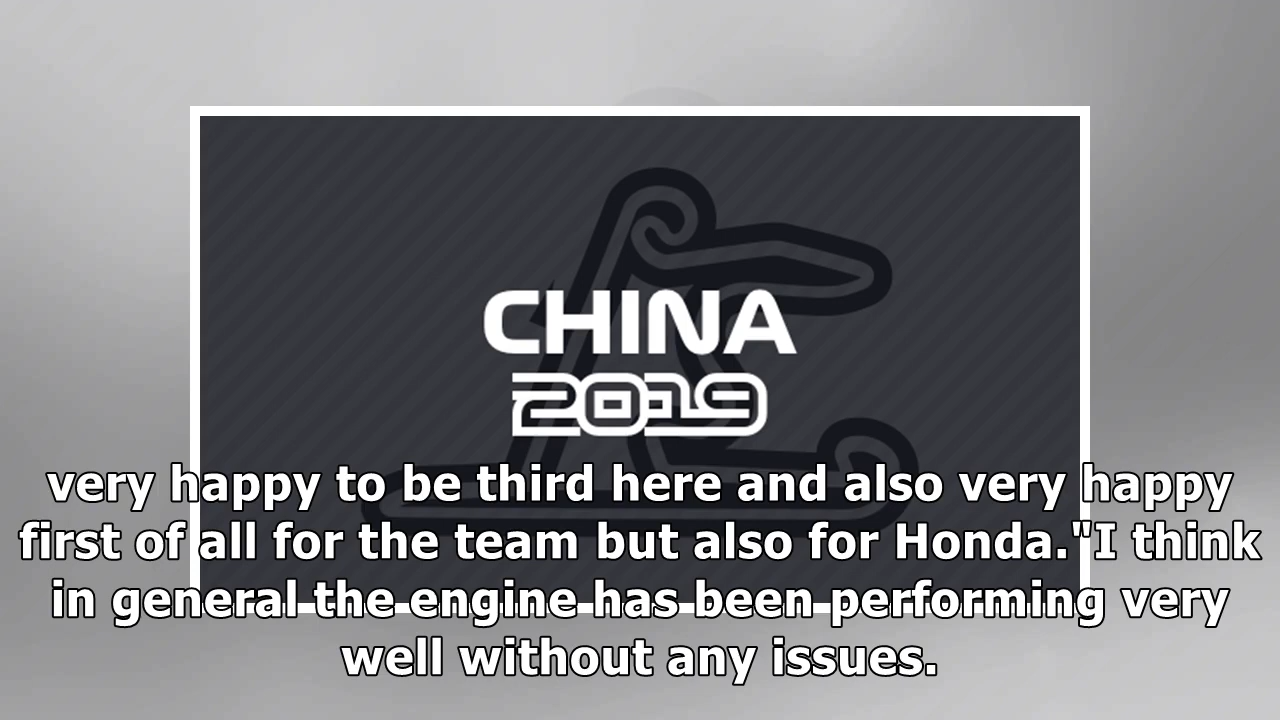 CHINA
2019
very happy to be third here and also very happy
first of all for the team but also for Honda."I think
in general the engine has been performing very
well without any issues.